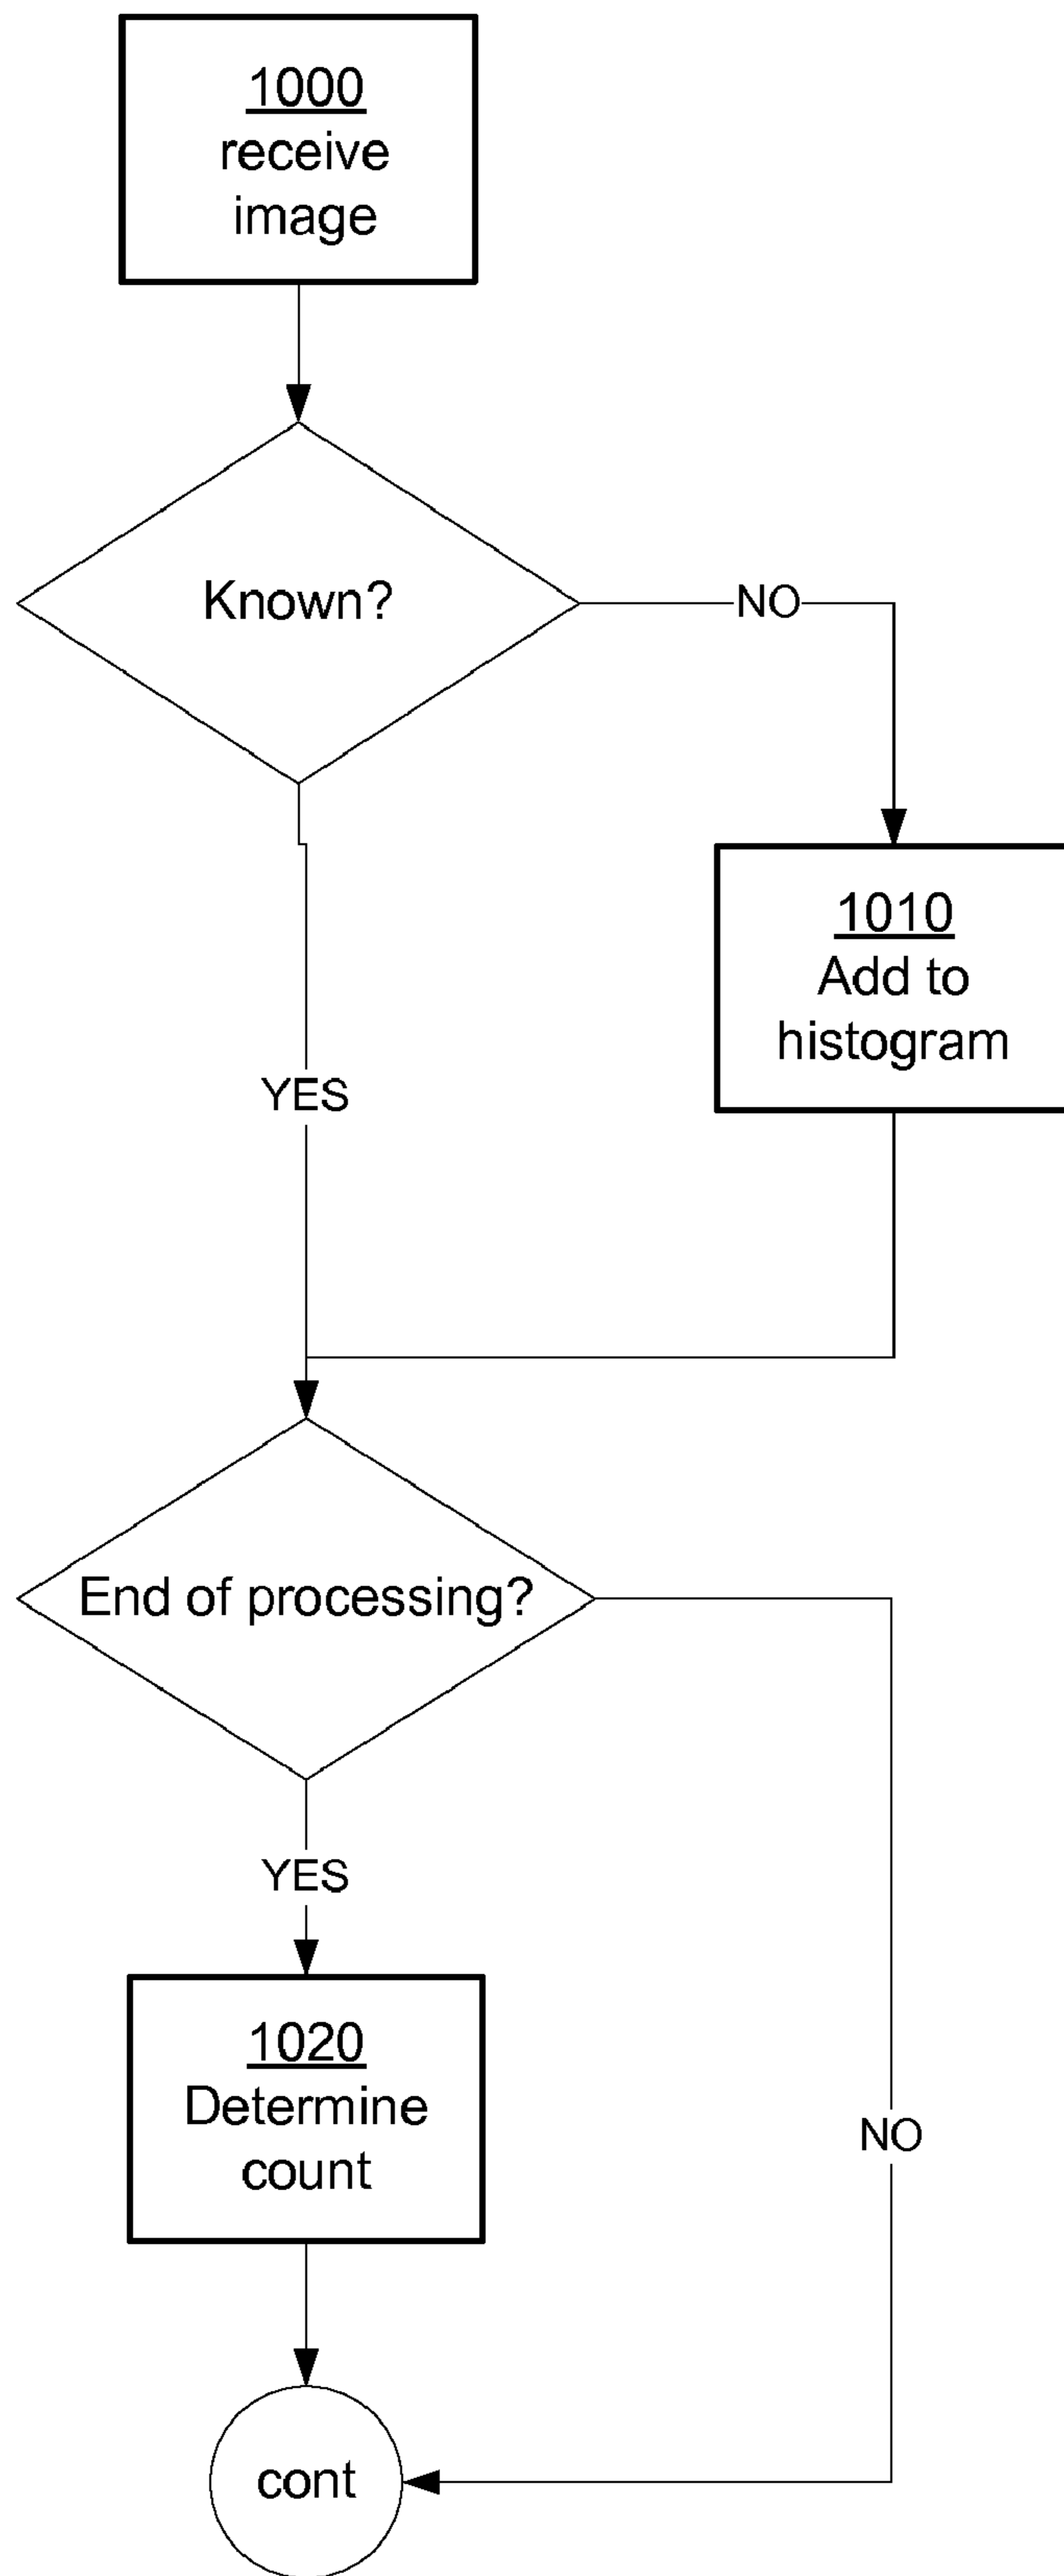 1000
receive
image
Known?
NO
1010
Add to
histogram
YES
End of processing?
YES
1020
Determine
count
NO
cont